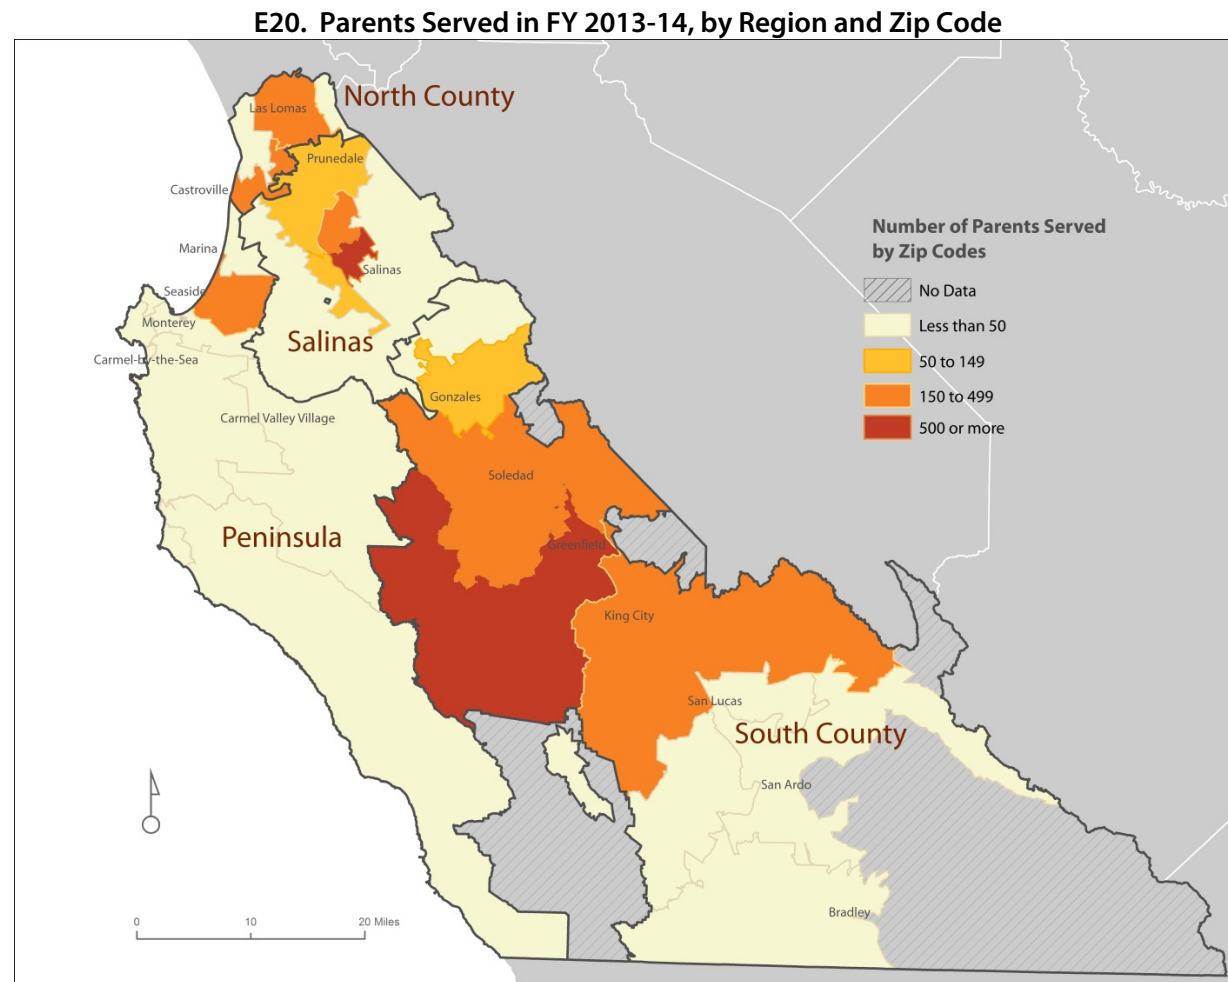 E20.  Parents Served in FY 2013-14, by Region and Zip Code
North County
Las Lomas
Prunedale
Castroville
Marina
Salinas
Seaside
Monterey
Salinas
Carmel-by-the-Sea
Gonzales
Carmel Valley Village
Soledad
Peninsula
Greenfield
King City
San Lucas
South County
San Ardo
Bradley
Number of Parents Served
by Zip Codes
No Data
Less than 50
50 to 149
150 to 499
500 or more
0 10 20 Miles